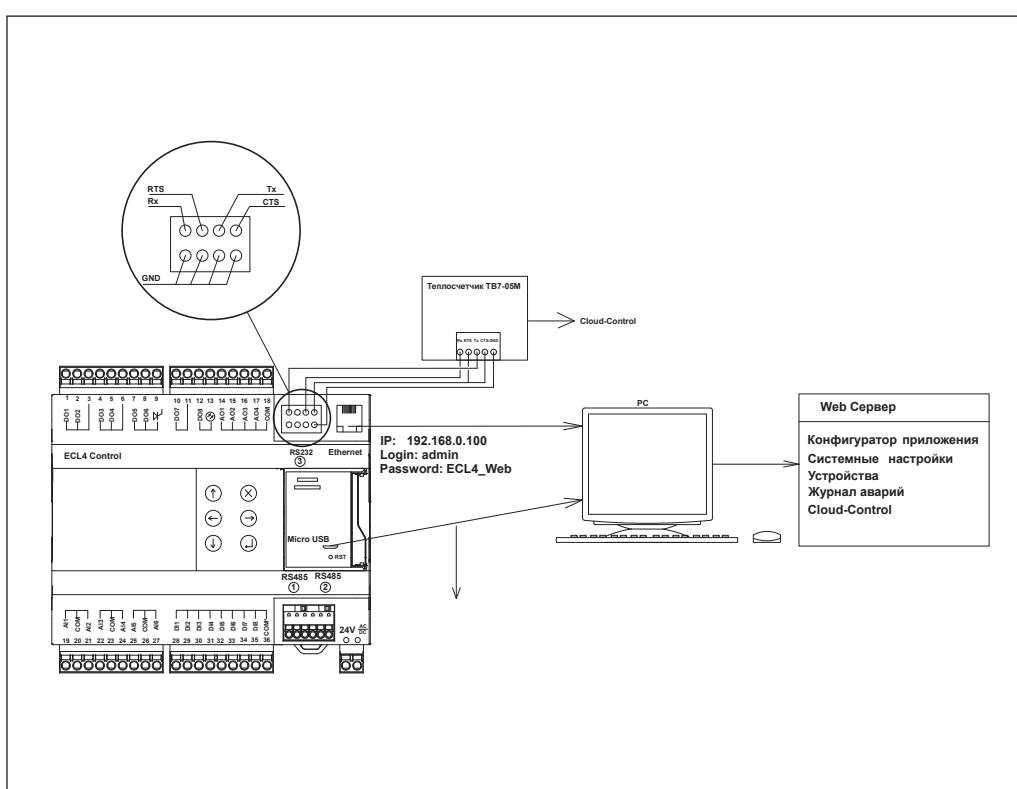 RTS Tx
Rx CTS
GND
Теплосчетчик ТВ7-05М
Rx RTS Tx CTS GND
Cloud-Control
1 2 3 4 5 6 7 8 9 10 11 12 13 14 15 16 17 18
DO1 DO2 DO3 DO4 DO5 DO6 DO7 DO8 AO1 AO2 AO3 AO4 COM
ECL4 Control
RS232
3
Ethernet
IP: 192.168.0.100
Login: admin
Password: ECL4_Web
PC
Web Сервер
Конфигуратор приложения
Системные настройки
Устройства
Журнал аварий
Cloud-Control
Micro USB
RST
RS485 RS485
1 2
AI1 COM AI2 AI3 COM AI4 AI5 COM AI6 DI1 DI2 DI3 DI4 DI5 DI6 DI7 DI8 COM
19 20 21 22 23 24 25 26 27 28 29 30 31 32 33 34 35 36
24V AC DC